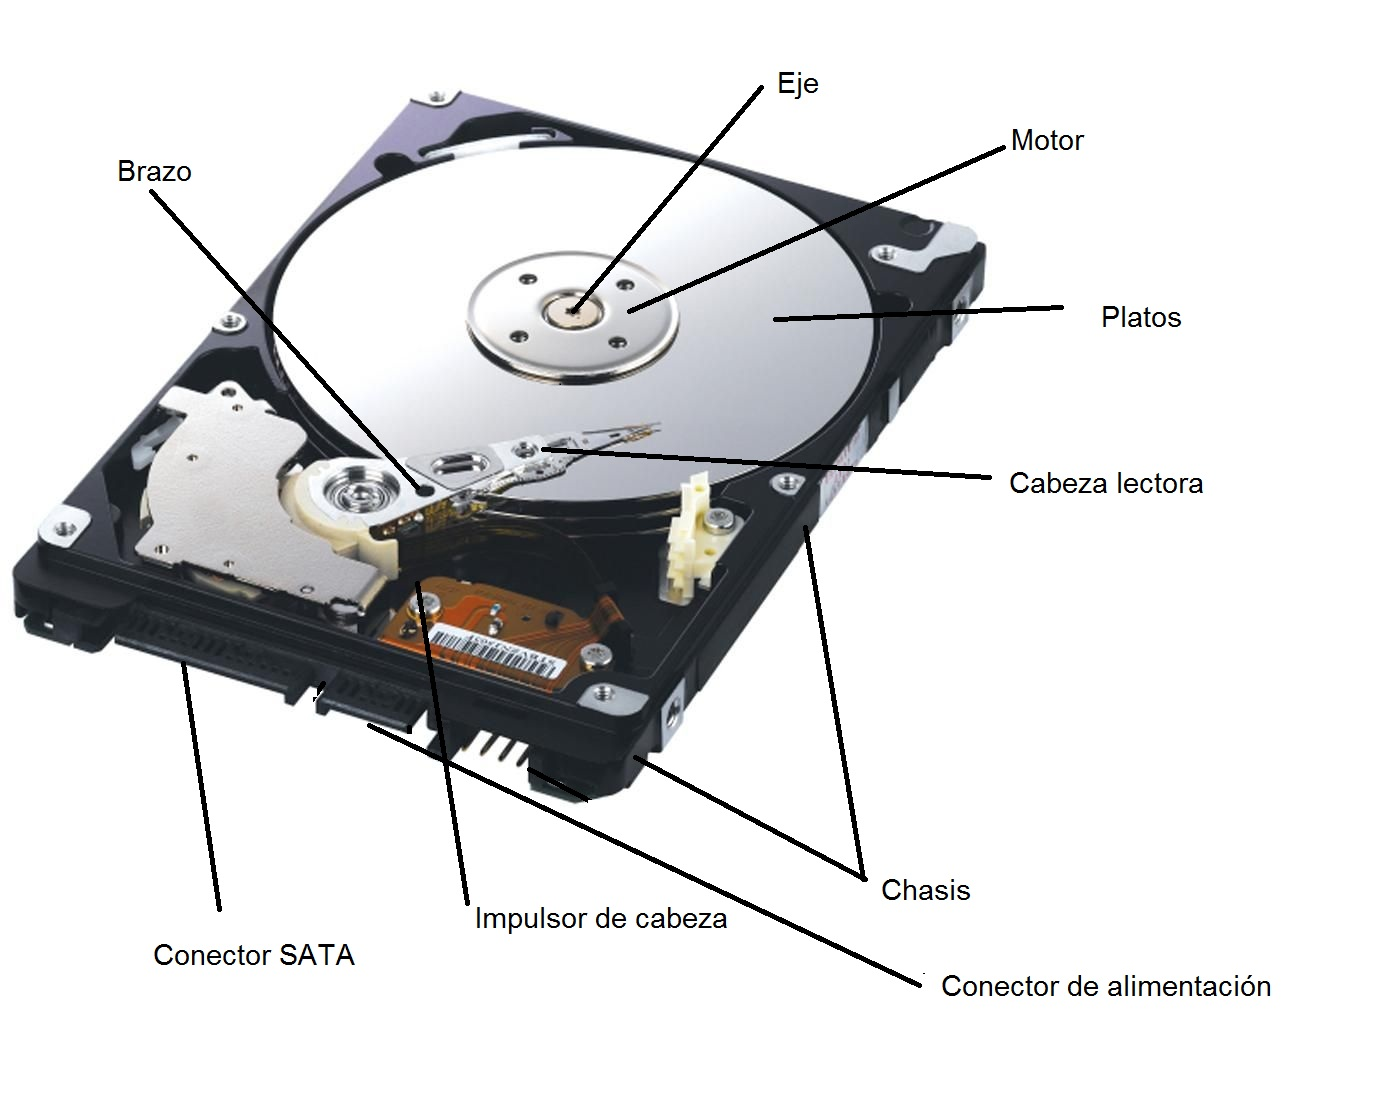 Eje
Motor
Brazo
Platos
Cabeza lectora
Chasis
Impulsor de cabeza
Conector SATA
Conector de alimentación